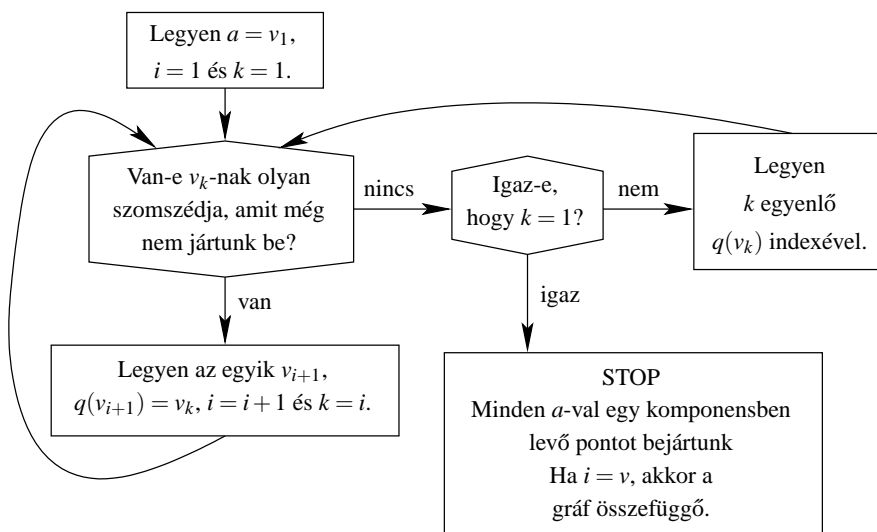 Legyen a = v₁,
i = 1 és k = 1.
Van-e vₖ-nak olyan
szomszédja, amit még
nem jártunk be?
nincs
Igaz-e,
hogy k = 1?
nem
Legyen
k egyenlő
q(vₖ) indexével.
van
igaz
Legyen az egyik vᵢ₊₁,
q(vᵢ₊₁) = vₖ, i = i + 1 és k = i.
STOP
Minden a-val egy komponensben
levő pontot bejártunk
Ha i = v, akkor a
gráf összefüggő.